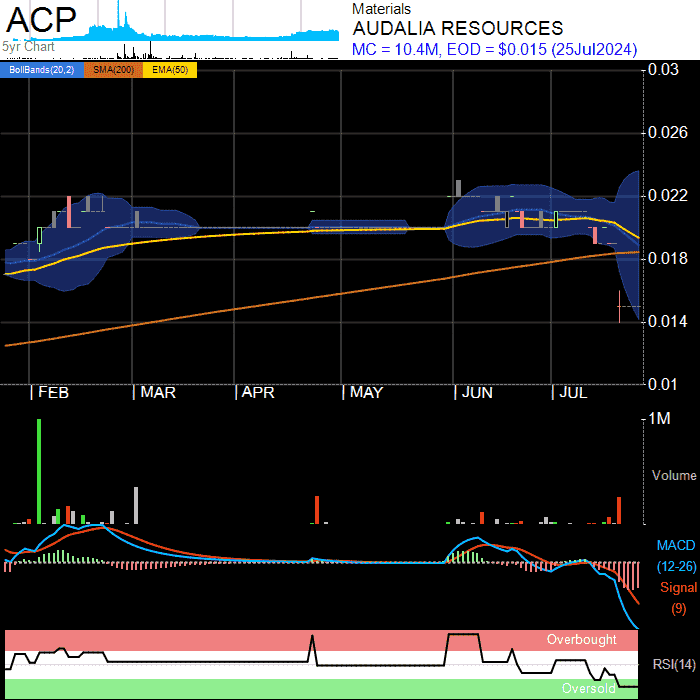 ACP
5yr Chart
Materials
AUDALIA RESOURCES
MC = 10.4M, EOD = $0.015 (25Jul2024)
BollBands(20,2) SMA(200) EMA(50)
0.03
0.026
0.022
0.018
0.014
0.01
| FEB | MAR | APR | MAY | JUN | JUL
1M
Volume
MACD
(12-26)
Signal
(9)
Overbought
RSI(14)
Oversold